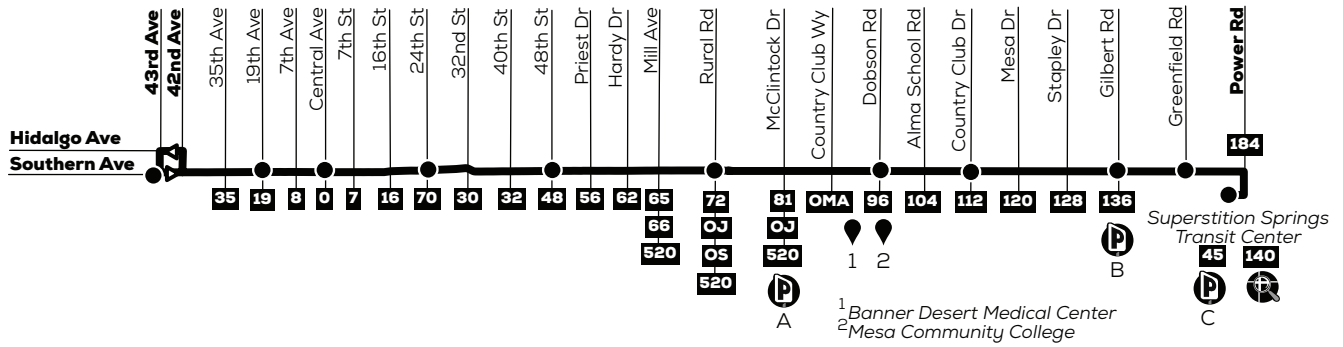 43rd Ave
42nd Ave
35th Ave
19th Ave
7th Ave
Central Ave
7th St
16th St
24th St
32nd St
40th St
48th St
Priest Dr
Hardy Dr
Mill Ave
Rural Rd
McClintock Dr
Country Club Wy
Dobson Rd
Alma School Rd
Country Club Dr
Mesa Dr
Stapley Dr
Gilbert Rd
Greenfield Rd
Power Rd
Hidalgo Ave
Southern Ave
184
35 19 8 0 7 16 70 30 32 48 56 62 65 72 81 OMA 96 104 112 120 128 136
66 OJ OJ
520 OS 520
520
P
A
1 2
P
B
Superstition Springs
Transit Center
45 140
P
C
1 Banner Desert Medical Center
2 Mesa Community College